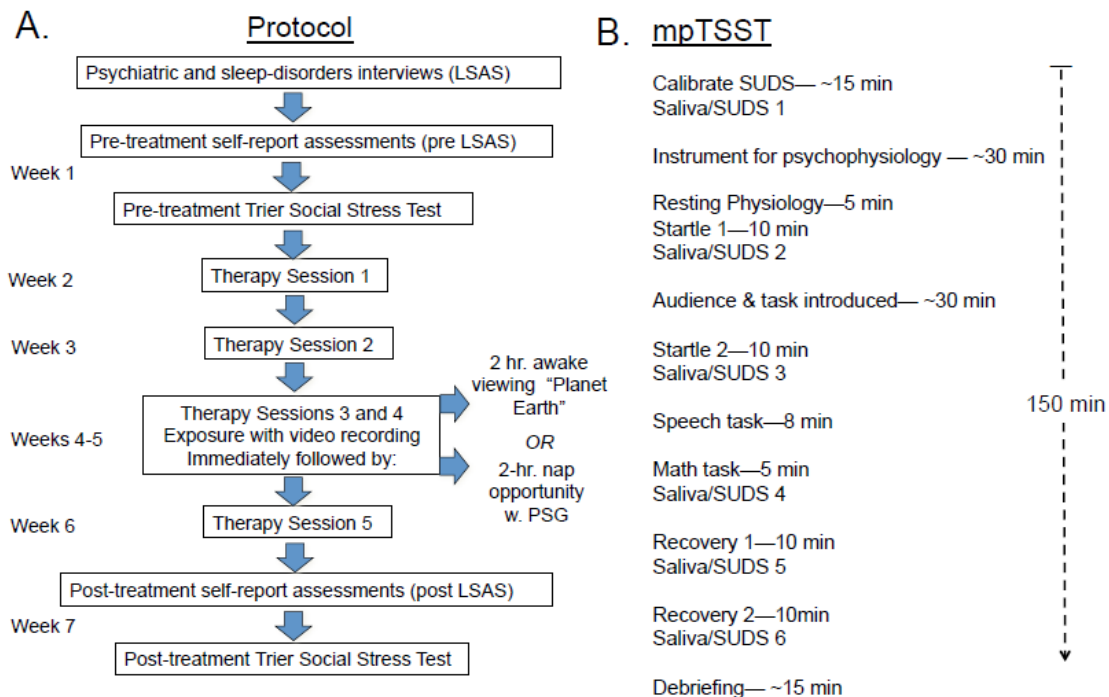 A.
Protocol
Psychiatric and sleep-disorders interviews (LSAS)
Pre-treatment self-report assessments (pre LSAS)
Week 1
Pre-treatment Trier Social Stress Test
Week 2
Therapy Session 1
Week 3
Therapy Session 2
Weeks 4-5
Therapy Sessions 3 and 4
Exposure with video recording
Immediately followed by:
2 hr. awake
viewing "Planet
Earth"
OR
2-hr. nap
opportunity
w. PSG
Week 6
Therapy Session 5
Post-treatment self-report assessments (post LSAS)
Week 7
Post-treatment Trier Social Stress Test
B.
mpTSST
Calibrate SUDS— ~15 min
Saliva/SUDS 1
Instrument for psychophysiology — ~30 min
Resting Physiology—5 min
Startle 1—10 min
Saliva/SUDS 2
Audience & task introduced— ~30 min
Startle 2—10 min
Saliva/SUDS 3
Speech task—8 min
Math task—5 min
Saliva/SUDS 4
Recovery 1—10 min
Saliva/SUDS 5
Recovery 2—10min
Saliva/SUDS 6
Debriefing— ~15 min
150 min